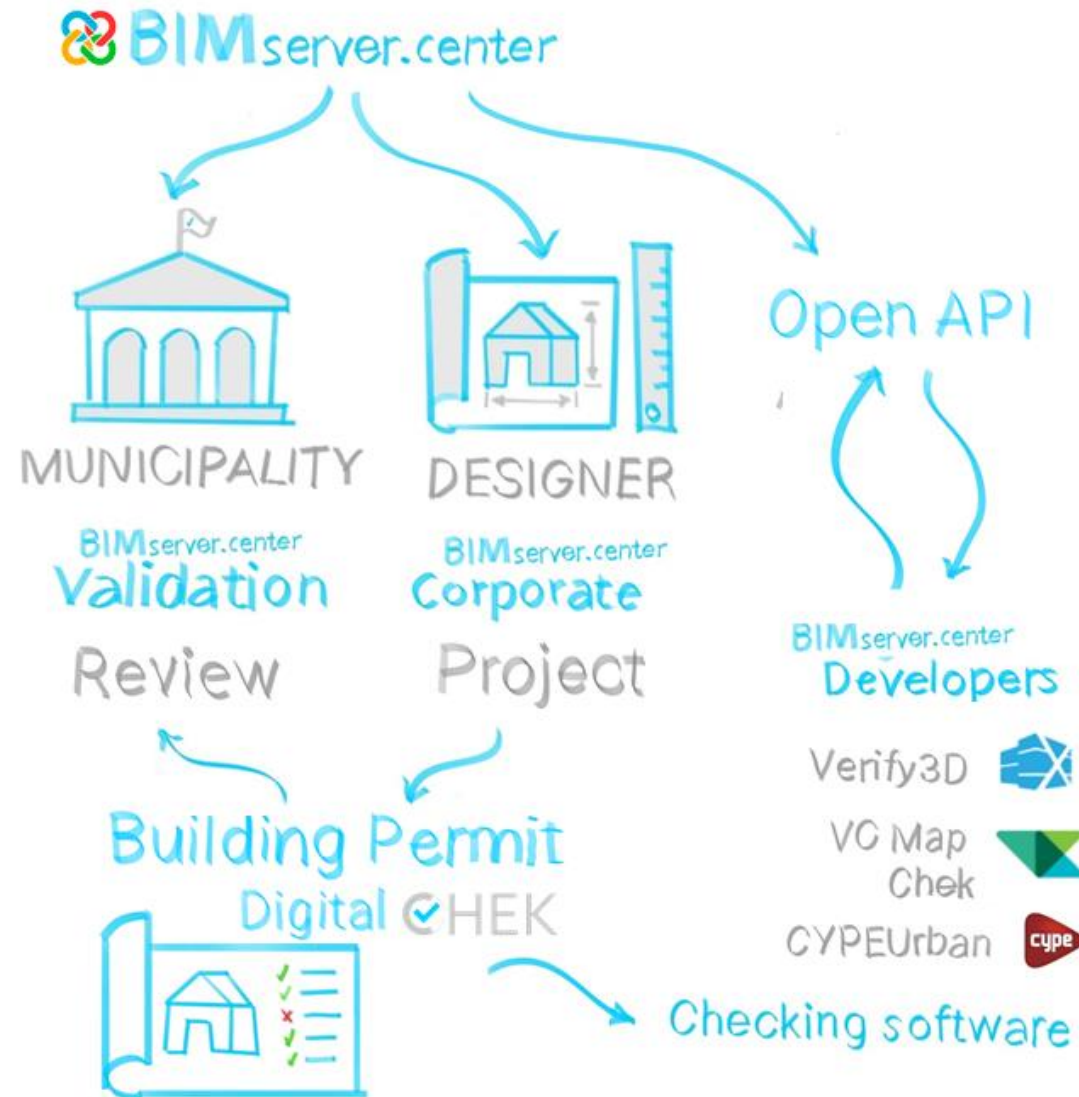 BIMserver.center
MUNICIPALITY
BIMserver.center
Validation
Review
DESIGNER
BIMserver.center
Corporate
Project
Open API
BIMserver.center
Developers
Verify3D
VC Map
Chek
CYPEUrban
cype
Building Permit
Digital CHEK
Checking software